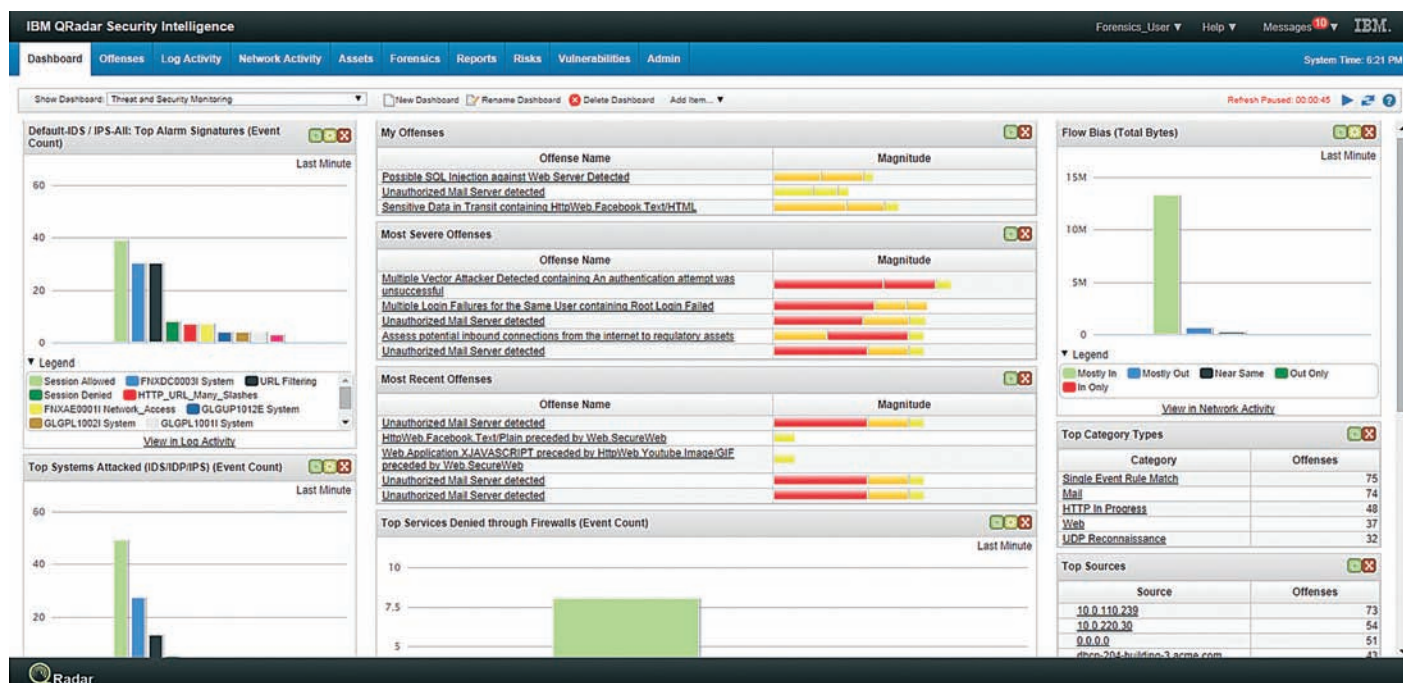 IBM QRadar Security Intelligence
Forensics_User ▼ Help ▼ Messages 10 ▼ IBM.
Dashboard Offenses Log Activity Network Activity Assets Forensics Reports Risks Vulnerabilities Admin
System Time: 6:21 PM
Show Dashboard: Threat and Security Monitoring ▼ New Dashboard Rename Dashboard Delete Dashboard Add Item... ▼
Refresh Paused: 00:00:45
Default-IDS / IPS-All: Top Alarm Signatures (Event
Count)
Last Minute
60
40
20
0
▼ Legend
Session Allowed FNXDC0003I System URL Filtering
Session Denied HTTP_URL_Many_Slashes
FNXAE0001I Network_Access GLGUP1012E System
GLGPL1002I System GLGPL1001I System
View in Log Activity
Top Systems Attacked (IDS/IDP/IPS) (Event Count)
Last Minute
60
40
20
My Offenses
Offense Name Magnitude
Possible SQL Injection against Web Server Detected
Unauthorized Mail Server detected
Sensitive Data in Transit containing HttpWeb.Facebook.Text/HTML
Most Severe Offenses
Offense Name Magnitude
Multiple Vector Attacker Detected containing An authentication attempt was
unsuccessful
Multiple Login Failures for the Same User containing Root Login Failed
Unauthorized Mail Server detected
Assess potential inbound connections from the internet to regulatory assets
Unauthorized Mail Server detected
Most Recent Offenses
Offense Name Magnitude
Unauthorized Mail Server detected
HttpWeb.Facebook.Text/Plain preceded by Web.SecureWeb
Web Application.XJAVASCRIPT preceded by HttpWeb.Youtube.Image/GIF
preceded by Web.SecureWeb
Unauthorized Mail Server detected
Unauthorized Mail Server detected
Top Services Denied through Firewalls (Event Count)
Last Minute
10
7.5
5
Flow Bias (Total Bytes)
Last Minute
15M
10M
5M
0
▼ Legend
Mostly In Mostly Out Near Same Out Only
In Only
View in Network Activity
Top Category Types
Category Offenses
Single Event Rule Match 75
Mail 74
HTTP In Progress 48
Web 37
UDP Reconnaissance 32
Top Sources
Source Offenses
10.0.110.239 73
10.0.220.30 54
0.0.0.0 51
dhcp-204-building-3.acme.com 43
QRadar